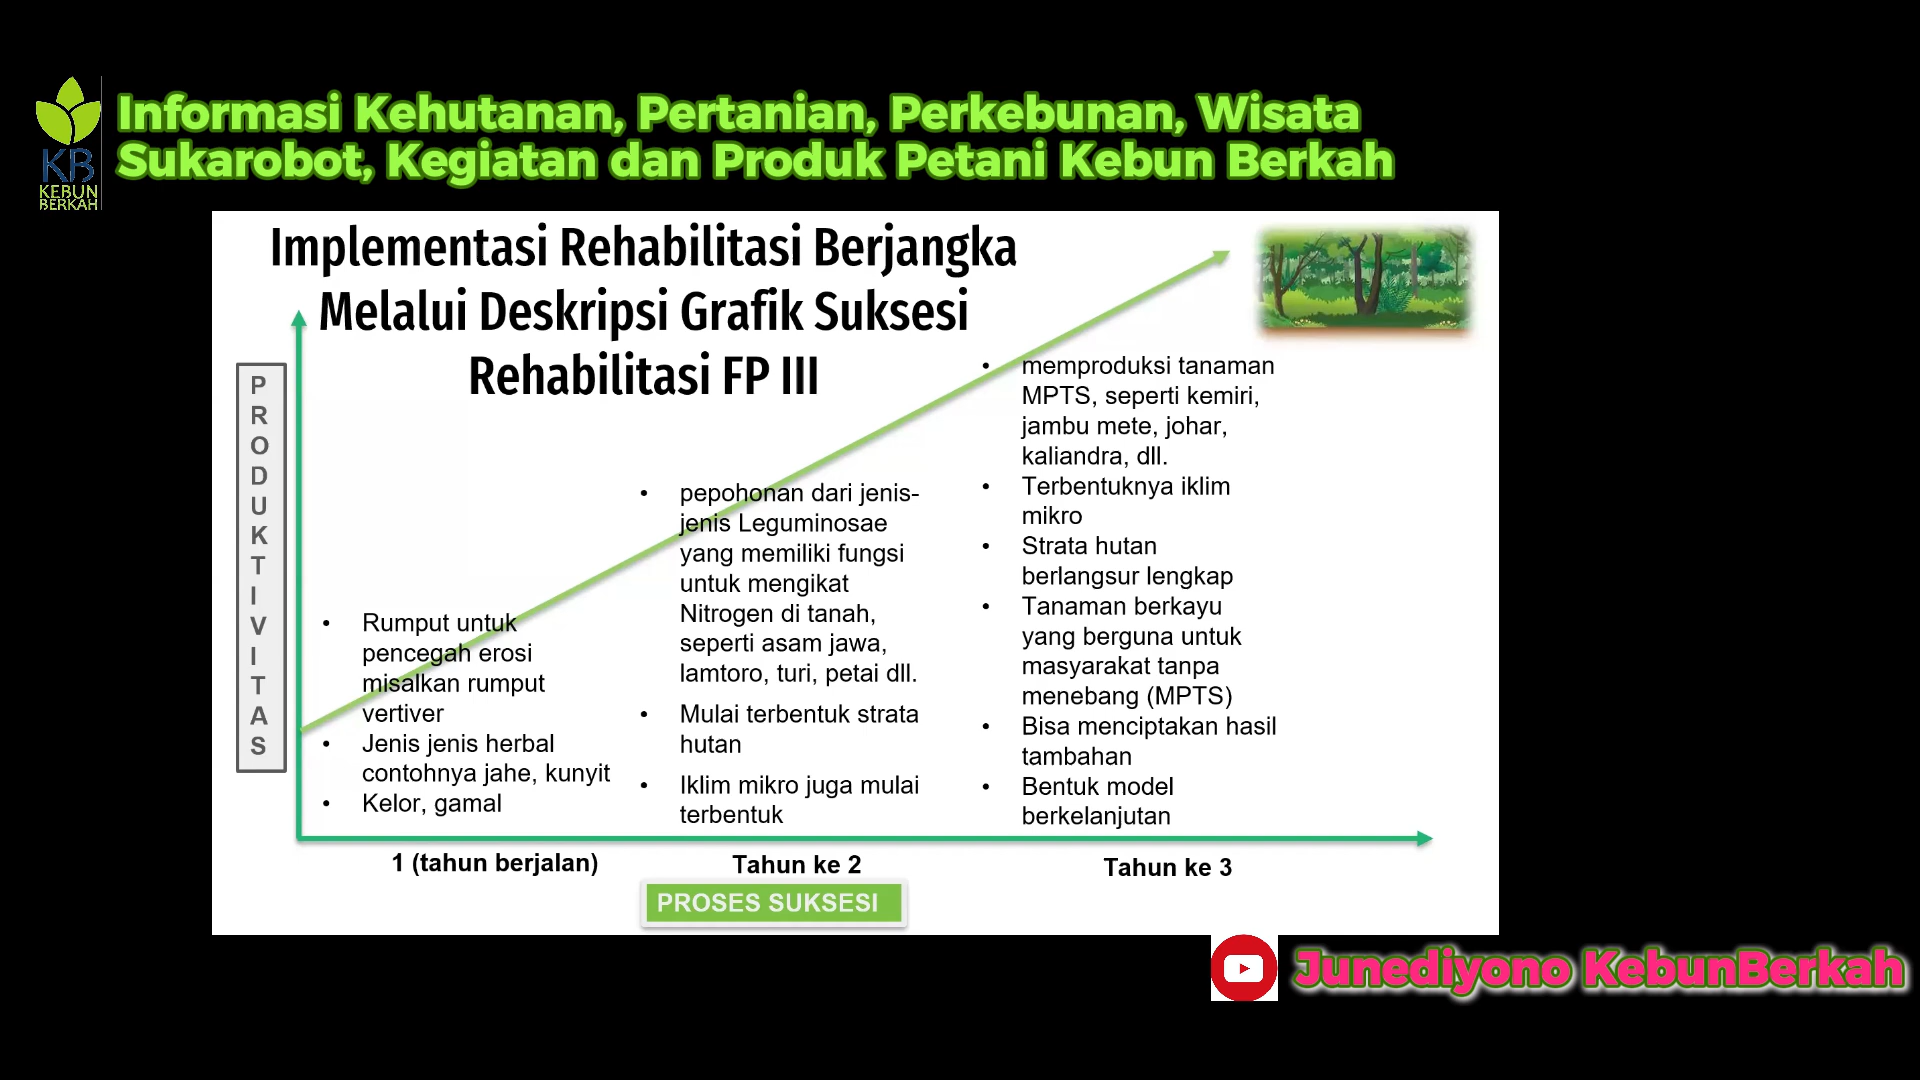 Informasi Kehutanan, Pertanian, Perkebunan, Wisata
Sukarobot, Kegiatan dan Produk Petani Kebun Berkah
KB
KEBUN
BERKAH
Implementasi Rehabilitasi Berjangka
Melalui Deskripsi Grafik Suksesi
Rehabilitasi FP III
P
R
O
D
U
K
T
I
V
I
T
A
S
• Rumput untuk
pencegah erosi
misalkan rumput
vertiver
• Jenis jenis herbal
contohnya jahe, kunyit
• Kelor, gamal
• pepohonan dari jenis-
jenis Leguminosae
yang memiliki fungsi
untuk mengikat
Nitrogen di tanah,
seperti asam jawa,
lamtoro, turi, petai dll.
• Mulai terbentuk strata
hutan
• Iklim mikro juga mulai
terbentuk
• memproduksi tanaman
MPTS, seperti kemiri,
jambu mete, johar,
kaliandra, dll.
• Terbentuknya iklim
mikro
• Strata hutan
berlangsur lengkap
• Tanaman berkayu
yang berguna untuk
masyarakat tanpa
menebang (MPTS)
• Bisa menciptakan hasil
tambahan
• Bentuk model
berkelanjutan
1 (tahun berjalan)
Tahun ke 2
Tahun ke 3
PROSES SUKSESI
Junediyono KebunBerkah